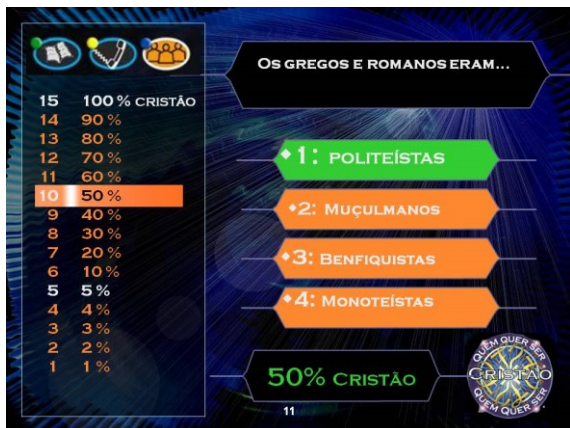 Os gregos e romanos eram...
15 100 % cristão
14 90 %
13 80 %
12 70 %
11 60 %
10 50 %
9 40 %
8 30 %
7 20 %
6 10 %
5 5 %
4 4 %
3 3 %
2 2 %
1 1 %
1: politeístas
2: Muçulmanos
3: Benfiquistas
4: Monoteístas
50% Cristão
11
Quem quer ser
Cristão
Quem quer ser